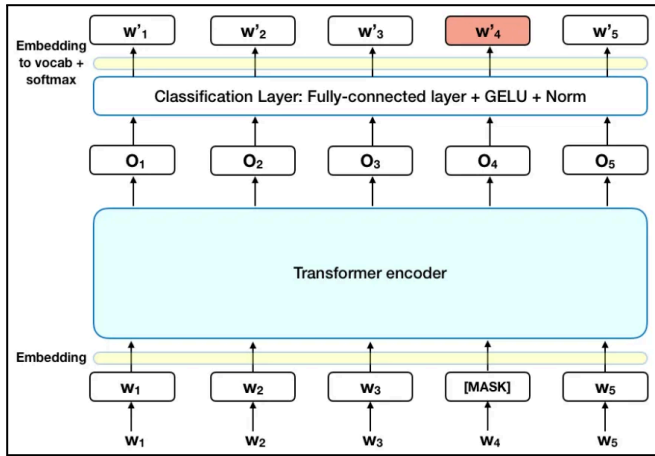 w'1 w'2 w'3 w'4 w'5
Embedding
to vocab +
softmax
Classification Layer: Fully-connected layer + GELU + Norm
O1 O2 O3 O4 O5
Transformer encoder
Embedding
W1 W2 W3 [MASK] W5
W1 W2 W3 W4 W5